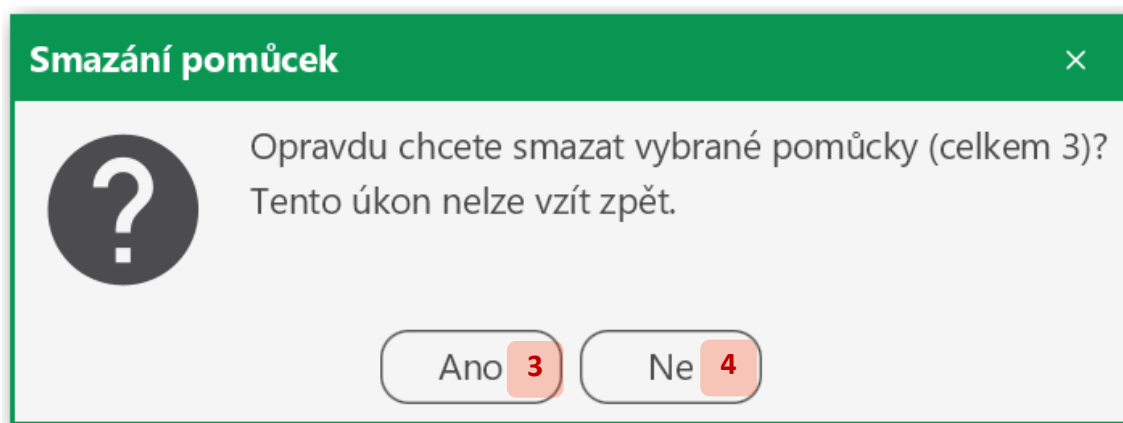 Smazání pomůcek
Opravdu chcete smazat vybrané pomůcky (celkem 3)?
Tento úkon nelze vzít zpět.
Ano 3 Ne 4